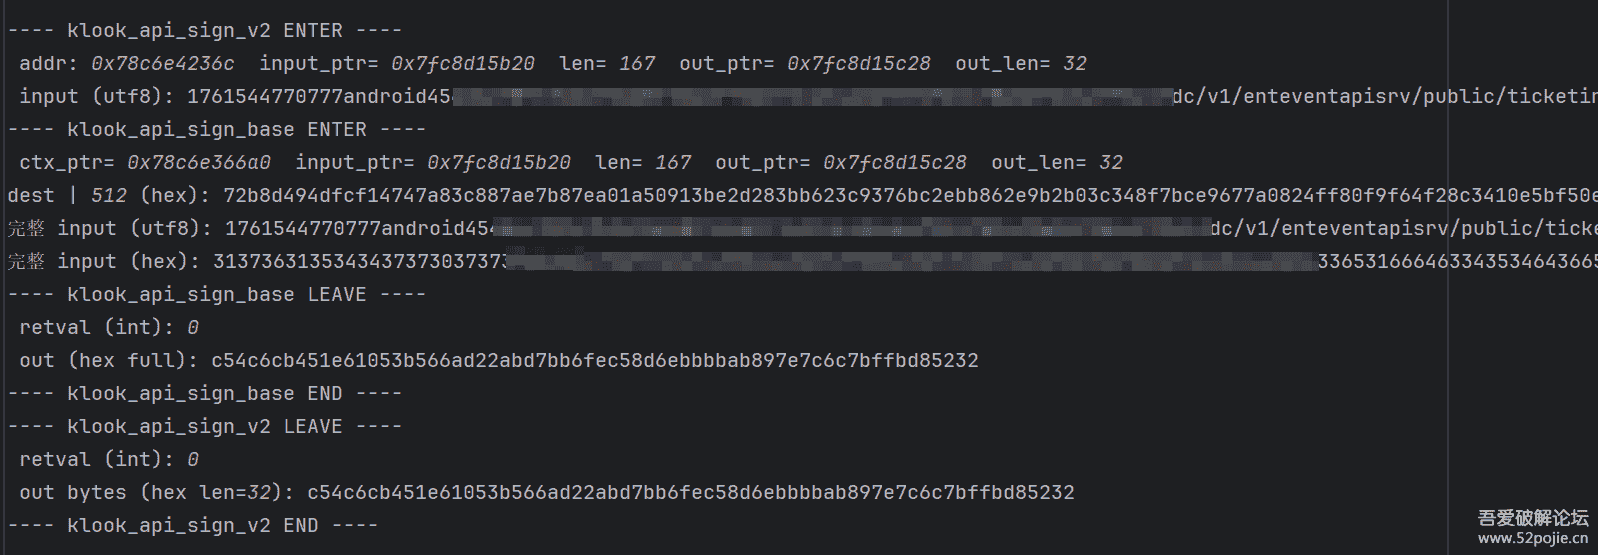 ---- klook_api_sign_v2 ENTER ----
addr: 0x78c6e4236c input_ptr= 0x7fc8d15b20 len= 167 out_ptr= 0x7fc8d15c28 out_len= 32
input (utf8): 1761544770777android45 dc/v1/enteventapisrv/public/ticketin
---- klook_api_sign_base ENTER ----
ctx_ptr= 0x78c6e366a0 input_ptr= 0x7fc8d15b20 len= 167 out_ptr= 0x7fc8d15c28 out_len= 32
dest | 512 (hex): 72b8d494dfcf14747a83c887ae7b87ea01a50913be2d283bb623c9376bc2ebb862e9b2b03c348f7bce9677a0824ff80f9f64f28c3410e5bf50e
完整 input (utf8): 1761544770777android454 dc/v1/enteventapisrv/public/ticke
完整 input (hex): 3137363135343437373037373 3365316664633435346436 65
---- klook_api_sign_base LEAVE ----
retval (int): 0
out (hex full): c54c6cb451e61053b566ad22abd7bb6fec58d6ebbbbab897e7c6c7bffbd85232
---- klook_api_sign_base END ----
---- klook_api_sign_v2 LEAVE ----
retval (int): 0
out bytes (hex len=32): c54c6cb451e61053b566ad22abd7bb6fec58d6ebbbbab897e7c6c7bffbd85232
---- klook_api_sign_v2 END ----
吾爱破解论坛
www.52pojie.cn